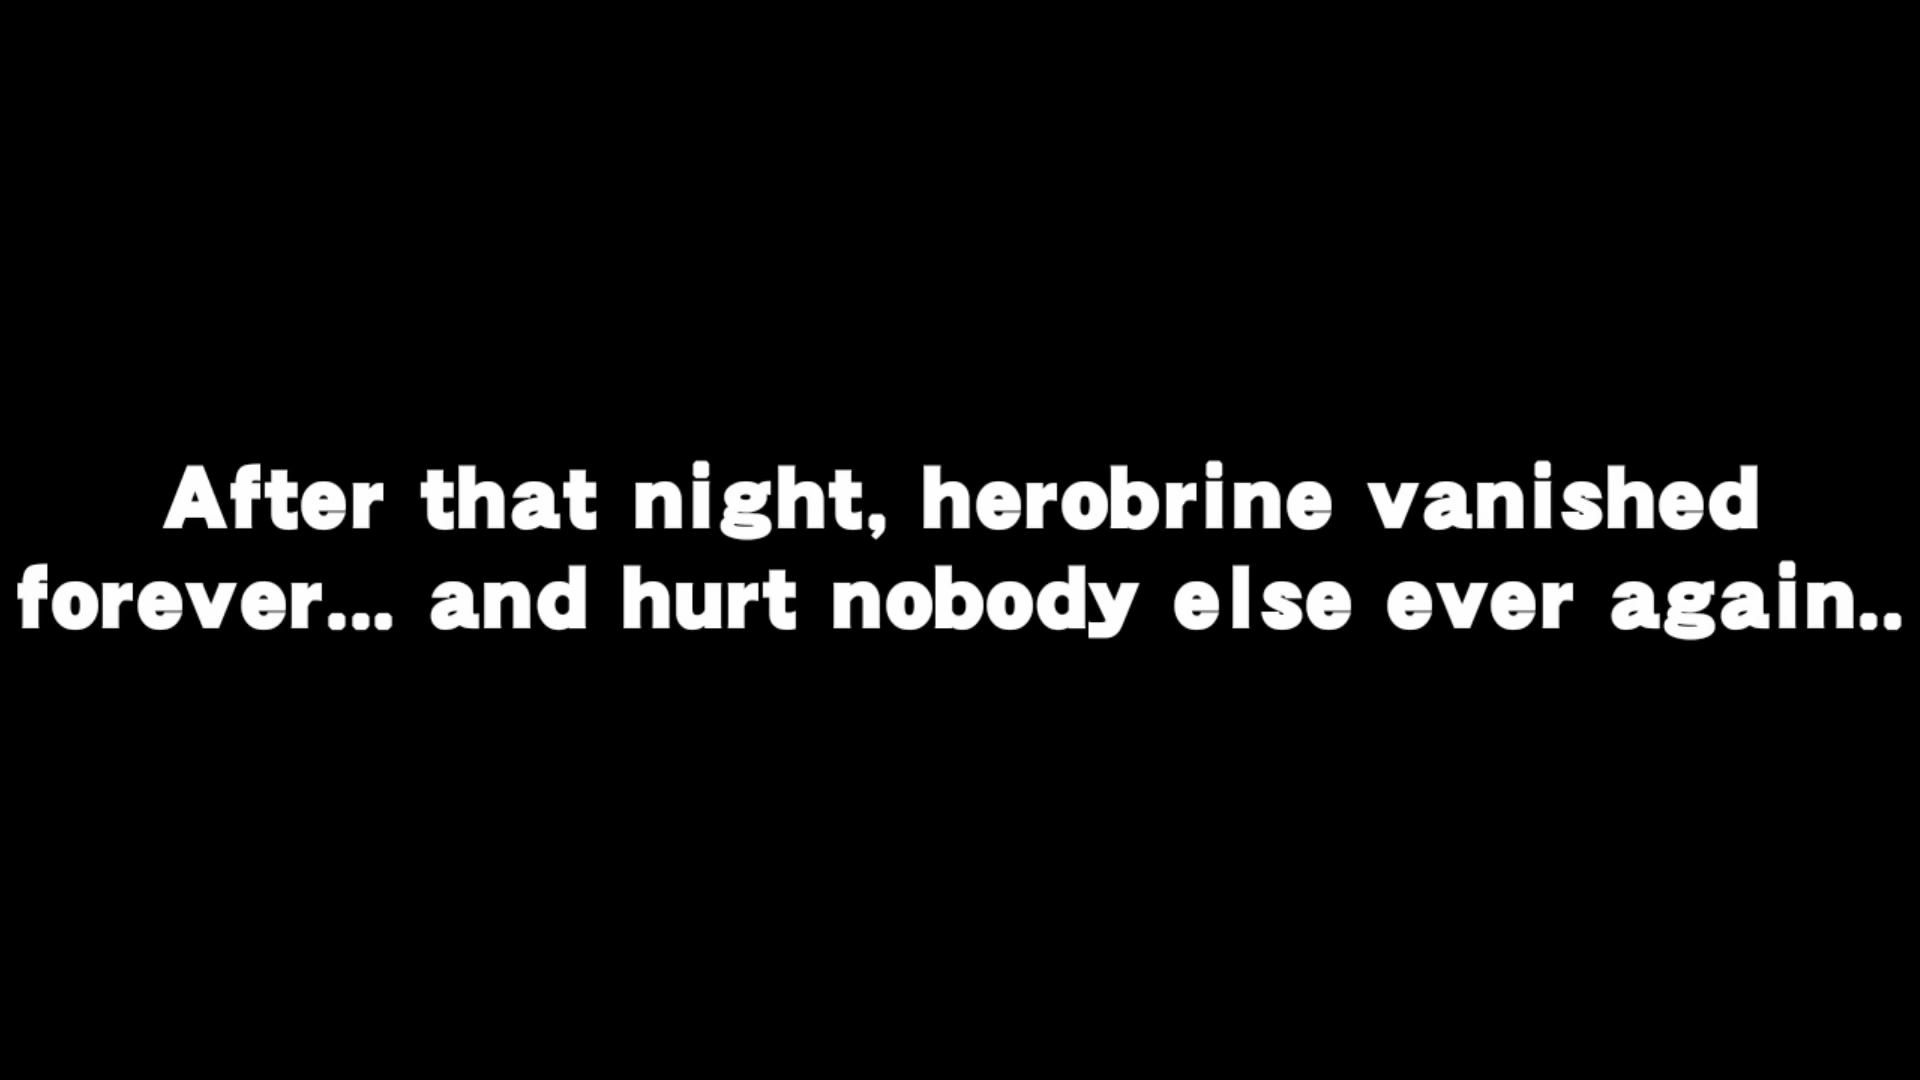 After that night, herobrine vanished
forever... and hurt nobody else ever again..